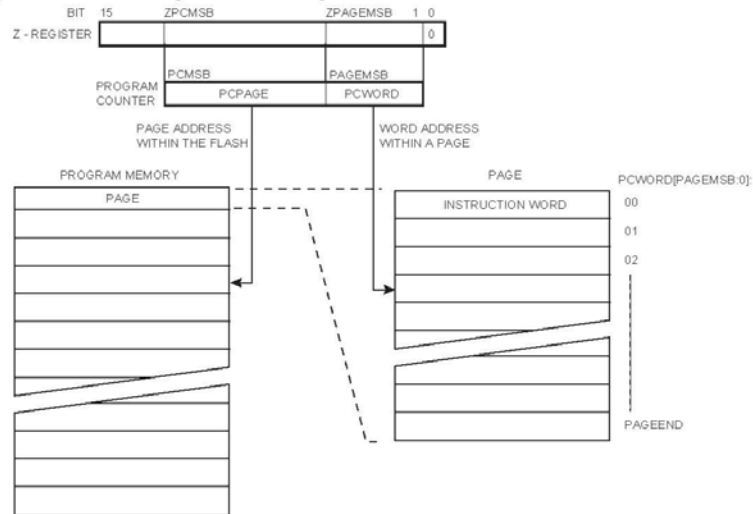 BIT 15 ZPCMSB ZPAGEMSB 1 0
Z - REGISTER 0
PCMSB PAGEMSB
PROGRAM COUNTER PCPAGE PCWORD
PAGE ADDRESS WITHIN THE FLASH
WORD ADDRESS WITHIN A PAGE
PROGRAM MEMORY
PAGE
PAGE PCWORD[PAGEMSB:0]:
INSTRUCTION WORD 00
01
02
PAGEEND